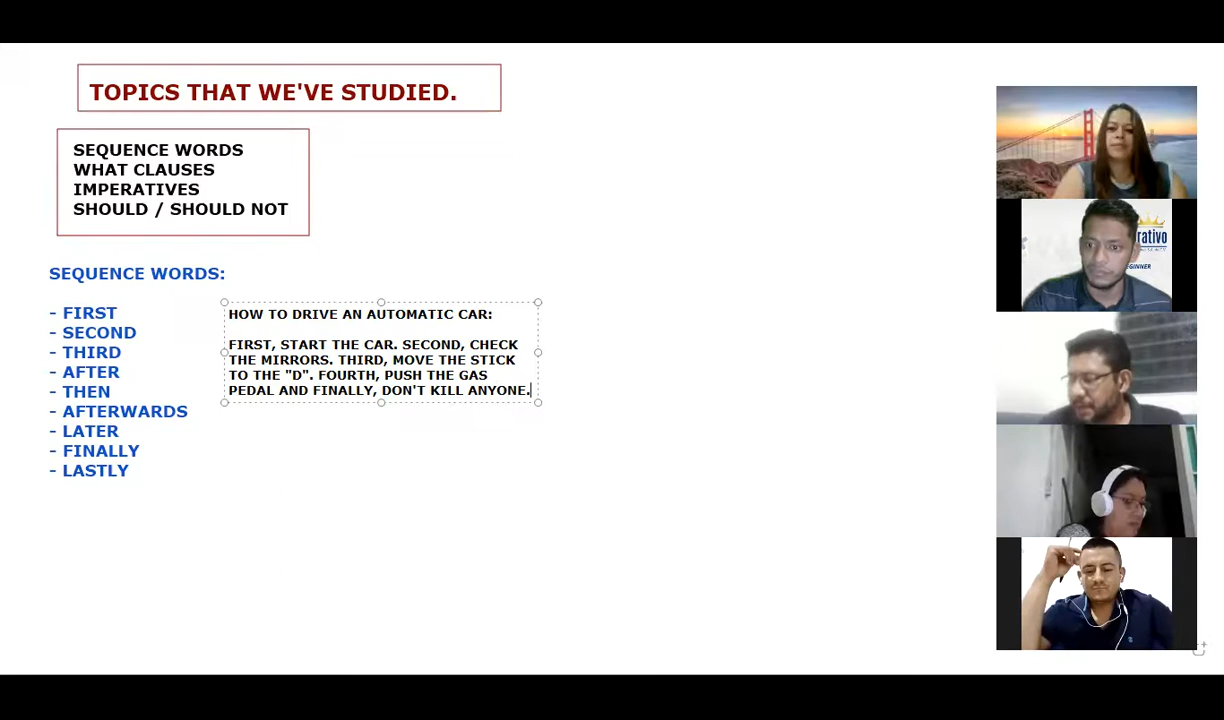 TOPICS THAT WE'VE STUDIED.
SEQUENCE WORDS
WHAT CLAUSES
IMPERATIVES
SHOULD / SHOULD NOT
SEQUENCE WORDS:
- FIRST
- SECOND
- THIRD
- AFTER
- THEN
- AFTERWARDS
- LATER
- FINALLY
- LASTLY
HOW TO DRIVE AN AUTOMATIC CAR:
FIRST, START THE CAR. SECOND, CHECK
THE MIRRORS. THIRD, MOVE THE STICK
TO THE "D". FOURTH, PUSH THE GAS
PEDAL AND FINALLY, DON'T KILL ANYONE.
rativo